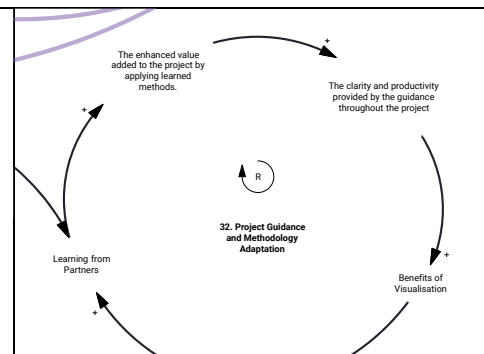 The enhanced value
added to the project by
applying learned
methods.
+
The clarity and productivity
provided by the guidance
throughout the project
+
R
32. Project Guidance
and Methodology
Adaptation
Learning from
Partners
+
Benefits of
Visualisation
+